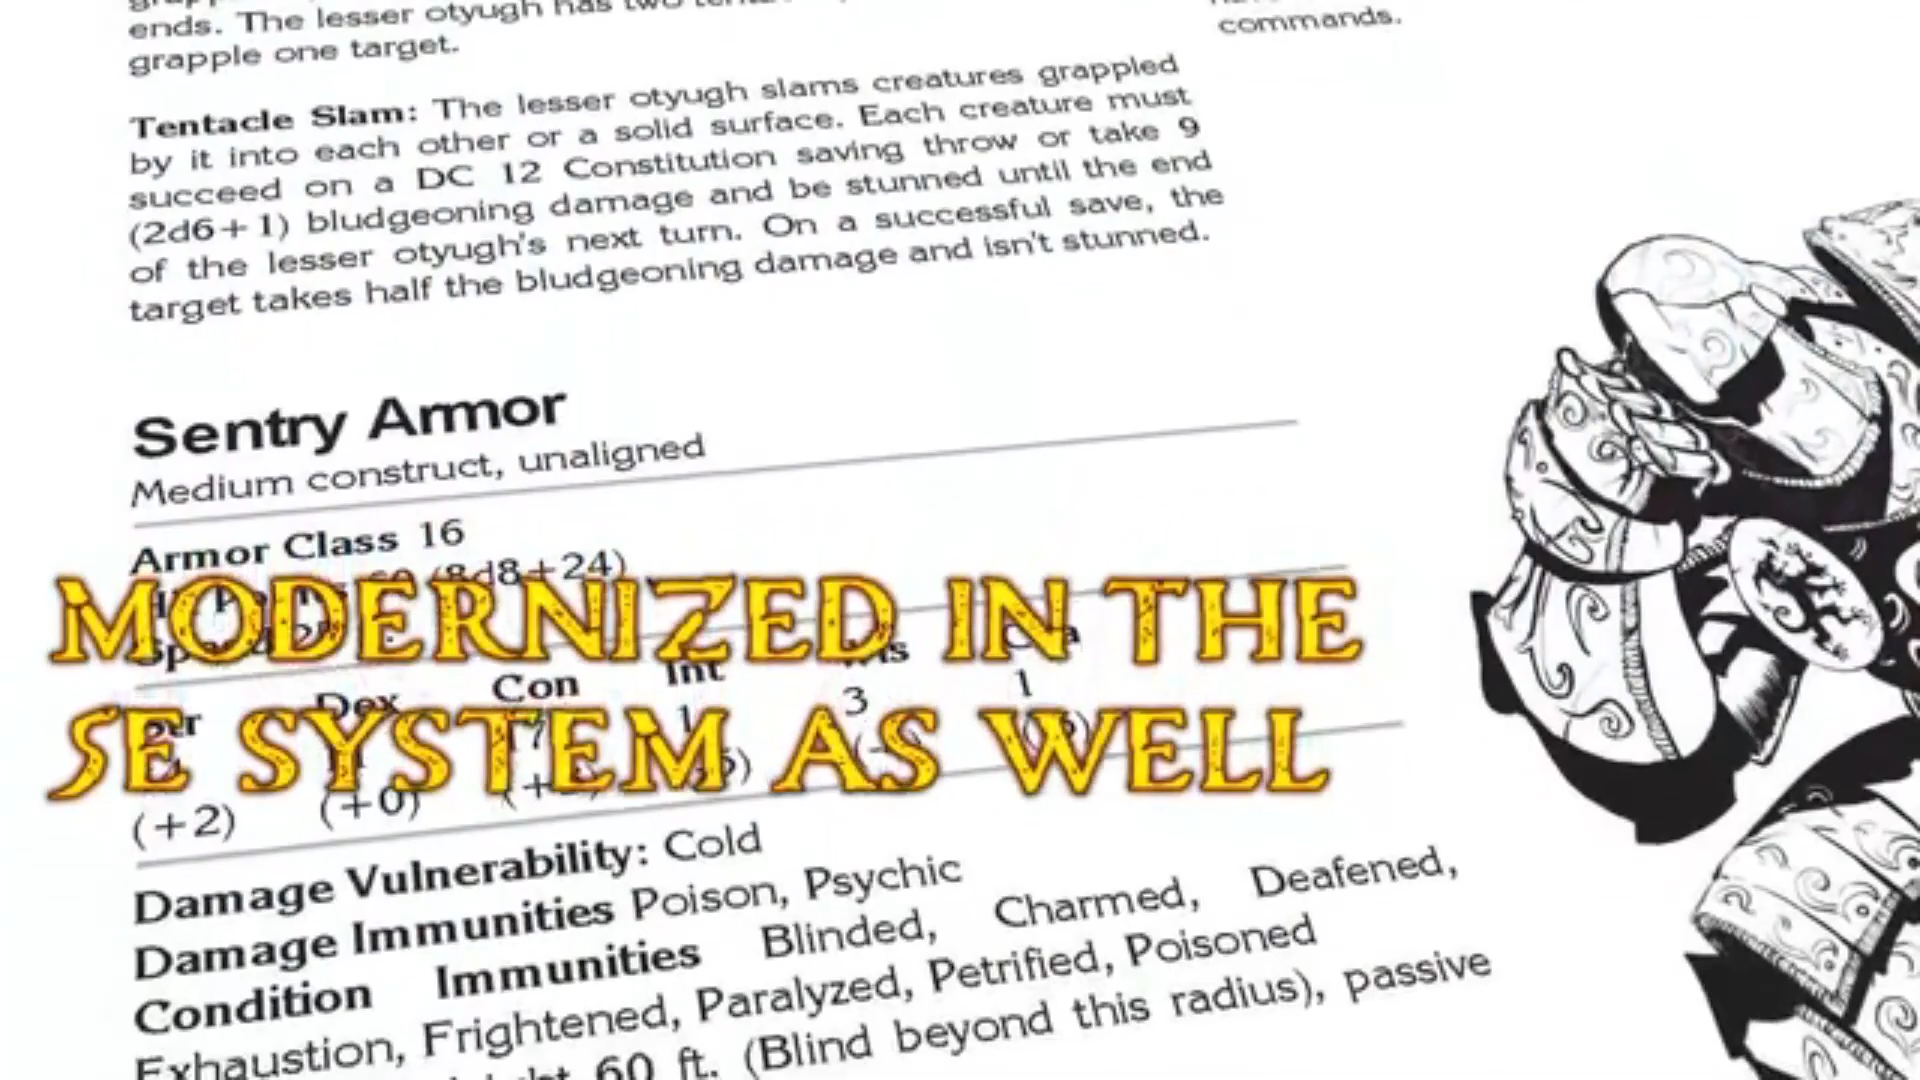 ends. The lesser otyugh has two
grapple one target.
commands.
Tentacle Slam: The lesser otyugh slams creatures grappled
by it into each other or a solid surface. Each creature must
succeed on a DC 12 Constitution saving throw or take 9
(2d6+1) bludgeoning damage and be stunned until the end
of the lesser otyugh's next turn. On a successful save, the
target takes half the bludgeoning damage and isn't stunned.
Sentry Armor
Medium construct, unaligned
Armor Class 16
(8d8+24)
MODERNIZED IN THE
5E SYSTEM AS WELL
Dex Con Int
3 1
(+2) (+0)
Damage Vulnerability: Cold
Damage Immunities Poison, Psychic
Condition Immunities Blinded, Charmed, Deafened,
Exhaustion, Frightened, Paralyzed, Petrified, Poisoned
60 ft. (Blind beyond this radius), passive